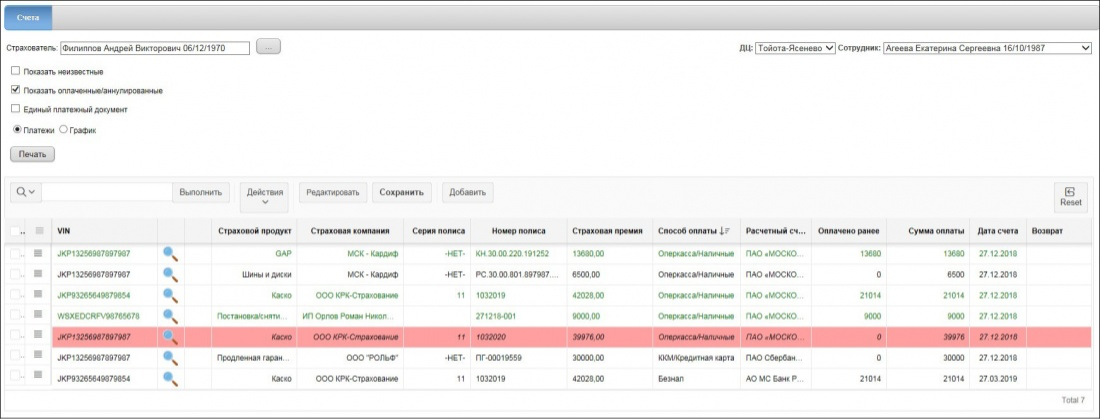 Счета
Страхователь: Филиппов Андрей Викторович 06/12/1970 ... ДЦ: Тойота-Ясенево Сотрудник: Агеева Екатерина Сергеевна 16/10/1987
Показать неизвестные
Показать оплаченные/аннулированные
Единый платежный документ
Платежи График
Печать
Выполнить Действия Редактировать Сохранить Добавить Reset
VIN Страховой продукт Страховая компания Серия полиса Номер полиса Страховая премия Способ оплаты Расчетный сч... Оплачено ранее Сумма оплаты Дата счета Возврат
JKP13256987897987 GAP МСК - Кардиф -НЕТ- КН.30.00.220.191252 13680,00 Оперкасса/Наличные ПАО «МОСКО... 13680 13680 27.12.2018
JKP13256987897987 Шины и диски МСК - Кардиф -НЕТ- РС.30.00.801.897987.... 6500,00 Оперкасса/Наличные ПАО «МОСКО... 0 6500 27.12.2018
JKP93265649879854 Каско ООО КРК-Страхование 11 1032019 42028,00 Оперкасса/Наличные ПАО «МОСКО... 21014 21014 27.12.2018
WSXEDCRFV98765678 Постановка/сняти... ИП Орлов Роман Никол... 271218-001 9000,00 Оперкасса/Наличные ПАО «МОСКО... 9000 9000 27.12.2018
JKP13256987897987 Каско ООО КРК-Страхование 11 1032020 39976,00 Оперкасса/Наличные ПАО «МОСКО... 0 39976 27.12.2018
JKP13256987897987 Продленная гаран... ООО "РОЛЬФ" -НЕТ- ПГ-00019559 30000,00 ККМ/Кредитная карта ПАО Сбербан... 0 30000 27.12.2018
JKP93265649879854 Каско ООО КРК-Страхование 11 1032019 42028,00 Безнал АО МС Банк Р... 21014 21014 27.03.2019
Total 7